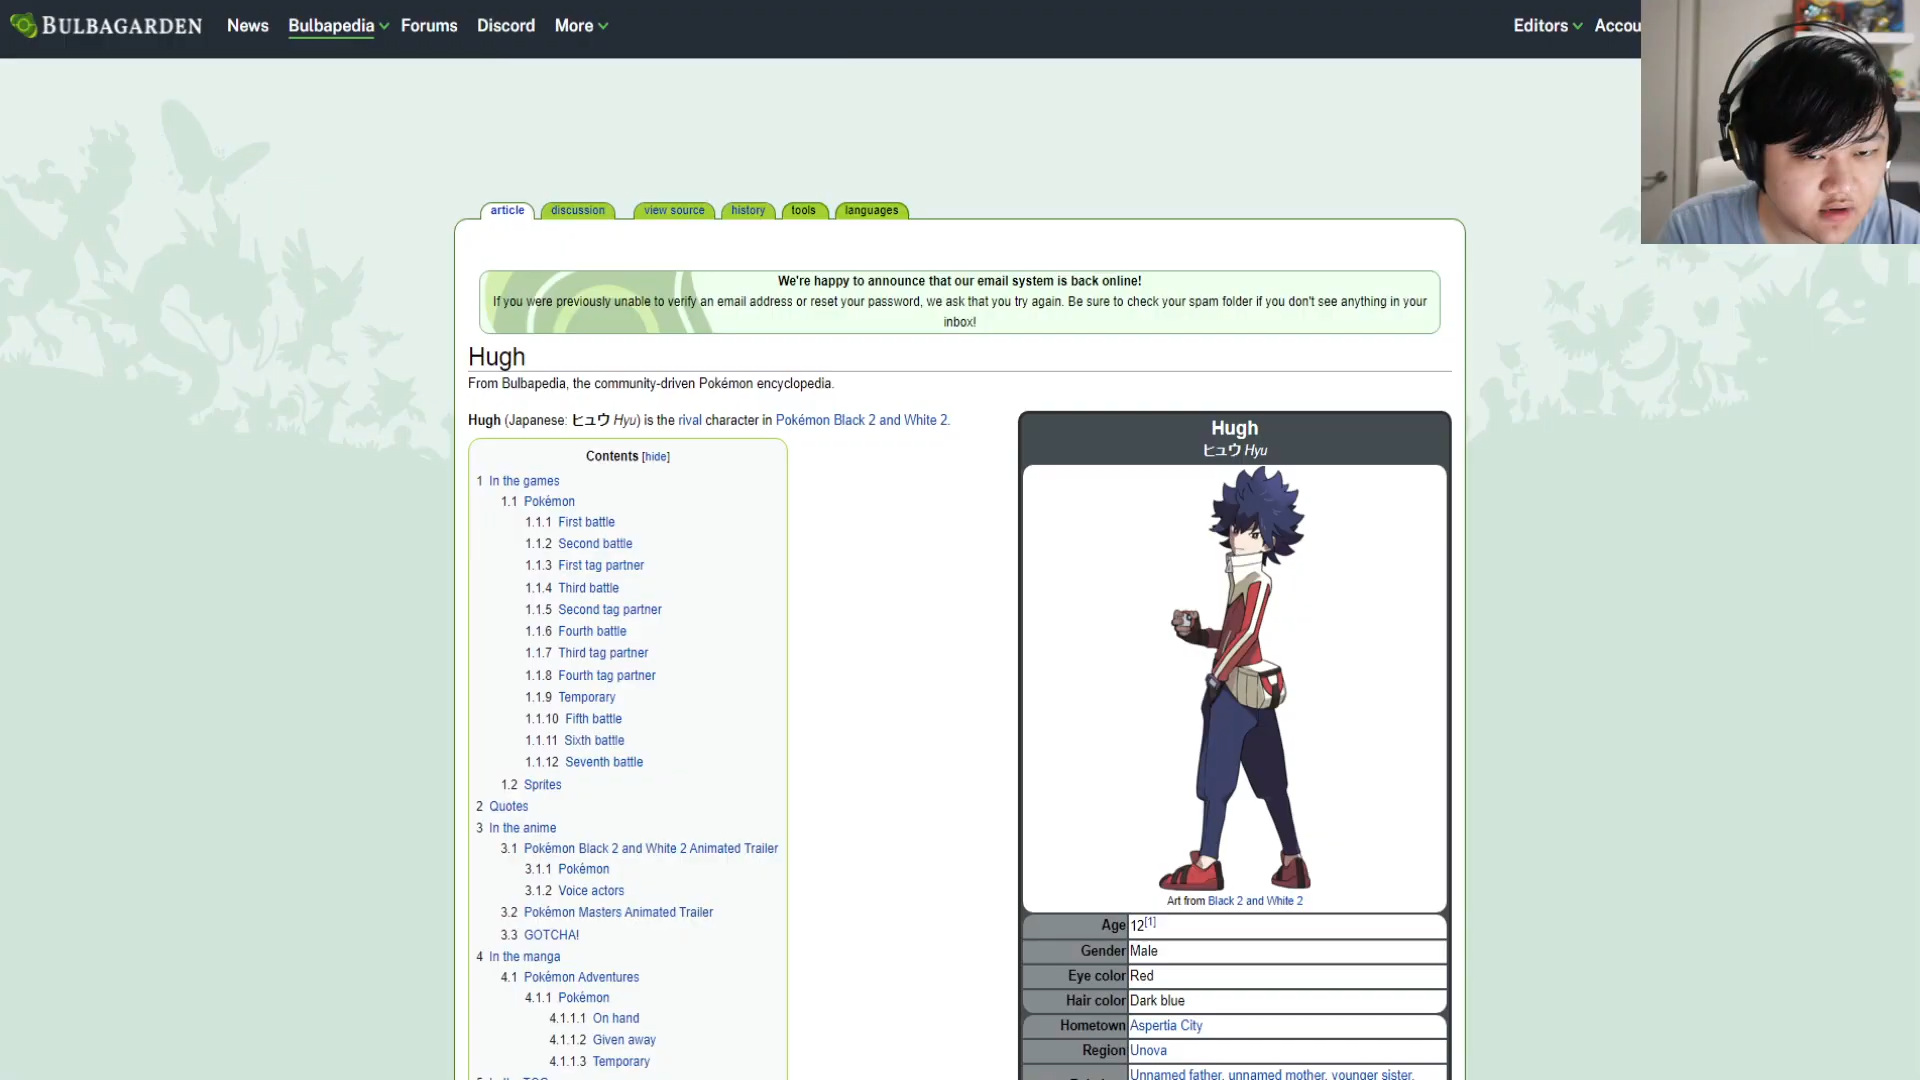 BULBAGARDEN News Bulbapedia Forums Discord More Editors Accou
article discussion view source history tools languages
We're happy to announce that our email system is back online!
If you were previously unable to verify an email address or reset your password, we ask that you try again. Be sure to check your spam folder if you don't see anything in your
inbox!
Hugh
From Bulbapedia, the community-driven Pokémon encyclopedia.
Hugh (Japanese: ヒュウ Hyu) is the rival character in Pokémon Black 2 and White 2.
Contents [hide]
1 In the games
1.1 Pokémon
1.1.1 First battle
1.1.2 Second battle
1.1.3 First tag partner
1.1.4 Third battle
1.1.5 Second tag partner
1.1.6 Fourth battle
1.1.7 Third tag partner
1.1.8 Fourth tag partner
1.1.9 Temporary
1.1.10 Fifth battle
1.1.11 Sixth battle
1.1.12 Seventh battle
1.2 Sprites
2 Quotes
3 In the anime
3.1 Pokémon Black 2 and White 2 Animated Trailer
3.1.1 Pokémon
3.1.2 Voice actors
3.2 Pokémon Masters Animated Trailer
3.3 GOTCHA!
4 In the manga
4.1 Pokémon Adventures
4.1.1 Pokémon
4.1.1.1 On hand
4.1.1.2 Given away
4.1.1.3 Temporary
Hugh
ヒュウ Hyu
Art from Black 2 and White 2
Age 12[1]
Gender Male
Eye color Red
Hair color Dark blue
Hometown Aspertia City
Region Unova
Unnamed father, unnamed mother, younger sister,